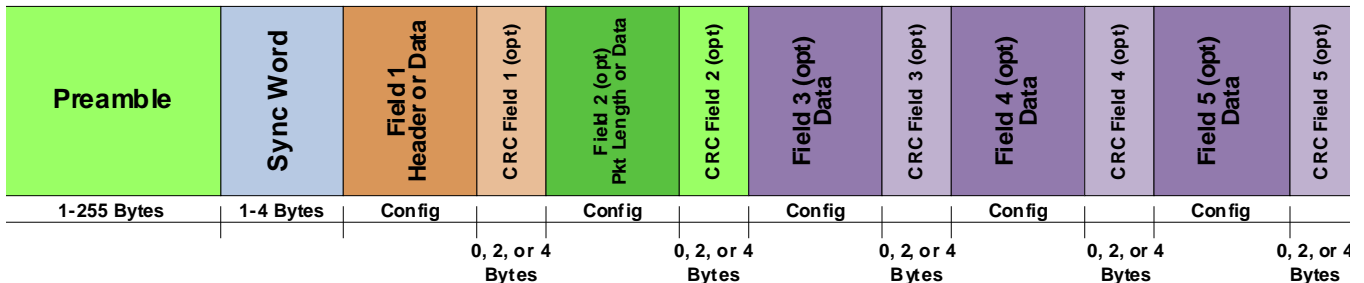 Preamble
Sync Word
Field 1
Header or Data
CRC Field 1 (opt)
Field 2 (opt)
Pkt Length or Data
CRC Field 2 (opt)
Field 3 (opt)
Data
CRC Field 3 (opt)
Field 4 (opt)
Data
CRC Field 4 (opt)
Field 5 (opt)
Data
CRC Field 5 (opt)
1-255 Bytes
1-4 Bytes
Config
Config
Config
Config
Config
0, 2, or 4
Bytes
0, 2, or 4
Bytes
0, 2, or 4
Bytes
0, 2, or 4
Bytes
0, 2, or 4
Bytes